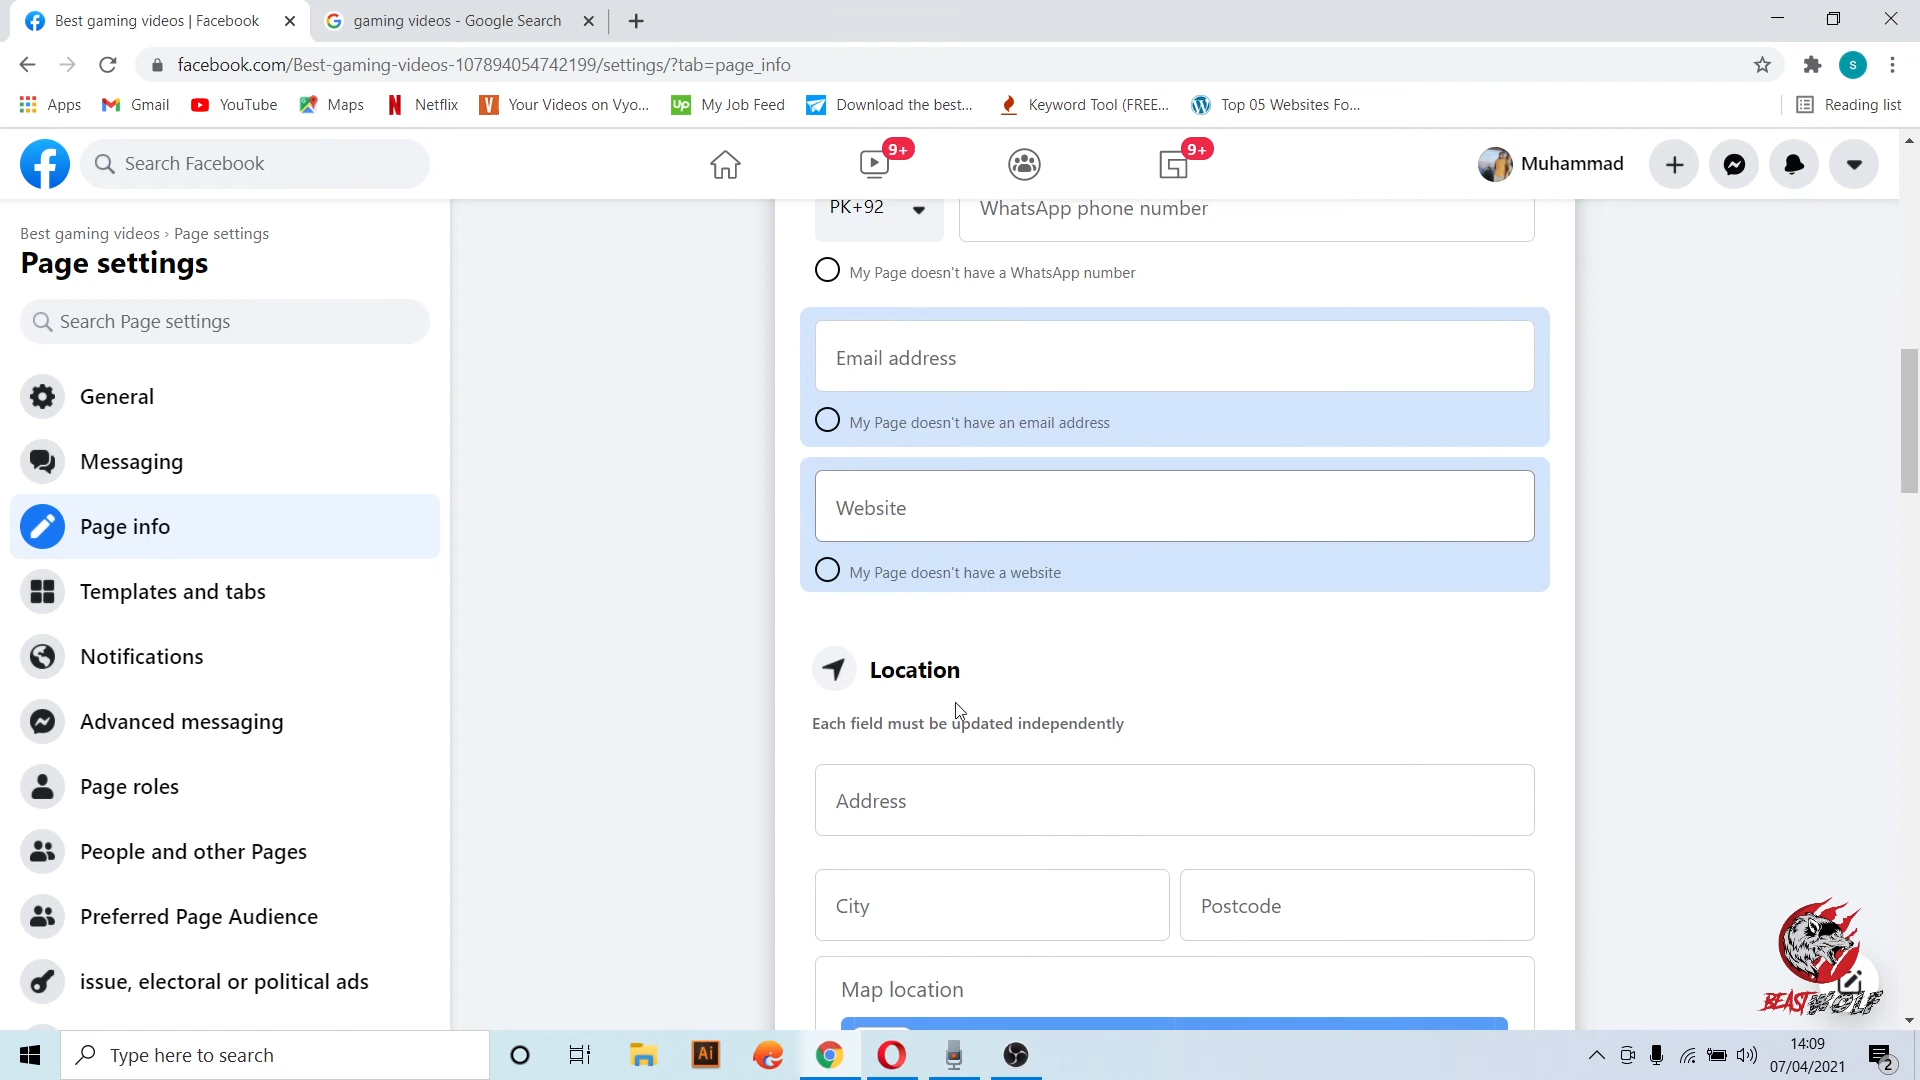 Best gaming videos | Facebook
gaming videos - Google Search
facebook.com/Best-gaming-videos-107894054742199/settings/?tab=page_info
S
Apps
Gmail
YouTube
Maps
Netflix
Your Videos on Vyo...
Up
My Job Feed
Download the best...
Keyword Tool (FREE...
Top 05 Websites Fo...
Reading list
Search Facebook
9+
9+
Muhammad
Best gaming videos › Page settings
Page settings
Search Page settings
General
Messaging
Page info
Templates and tabs
Notifications
Advanced messaging
Page roles
People and other Pages
Preferred Page Audience
issue, electoral or political ads
PK+92
WhatsApp phone number
My Page doesn't have a WhatsApp number
Email address
My Page doesn't have an email address
Website
My Page doesn't have a website
Location
Each field must be updated independently
Address
City
Postcode
Map location
BEASTWOLF
Type here to search
Ai
14:09
07/04/2021
2